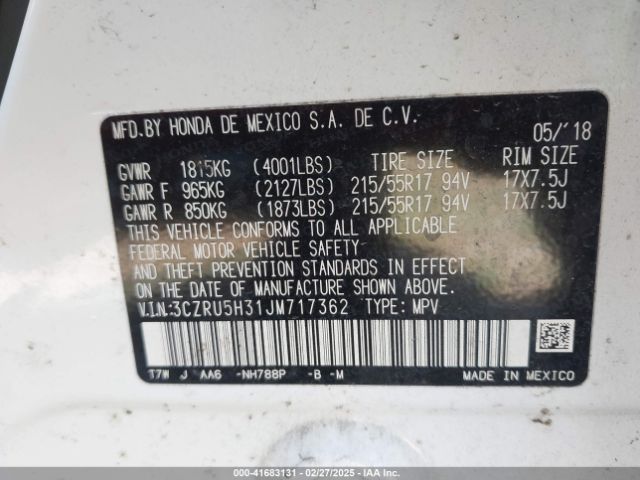 MFD.BY HONDA DE MEXICO S.A. DE C.V. 05/'18
GVWR 1815KG (4001LBS) TIRE SIZE RIM SIZE
GAWR F 965KG (2127LBS) 215/55R17 94V 17X7.5J
GAWR R 850KG (1873LBS) 215/55R17 94V 17X7.5J
THIS VEHICLE CONFORMS TO ALL APPLICABLE
FEDERAL MOTOR VEHICLE SAFETY
AND THEFT PREVENTION STANDARDS IN EFFECT
ON THE DATE OF MANUFACTURE SHOWN ABOVE.
V.I.N.:3CZRU5H31JM717362 TYPE: MPV
T7W J AA6 -NH788P -B -M MADE IN MEXICO
000-41683131 - 02/27/2025 - IAA Inc.